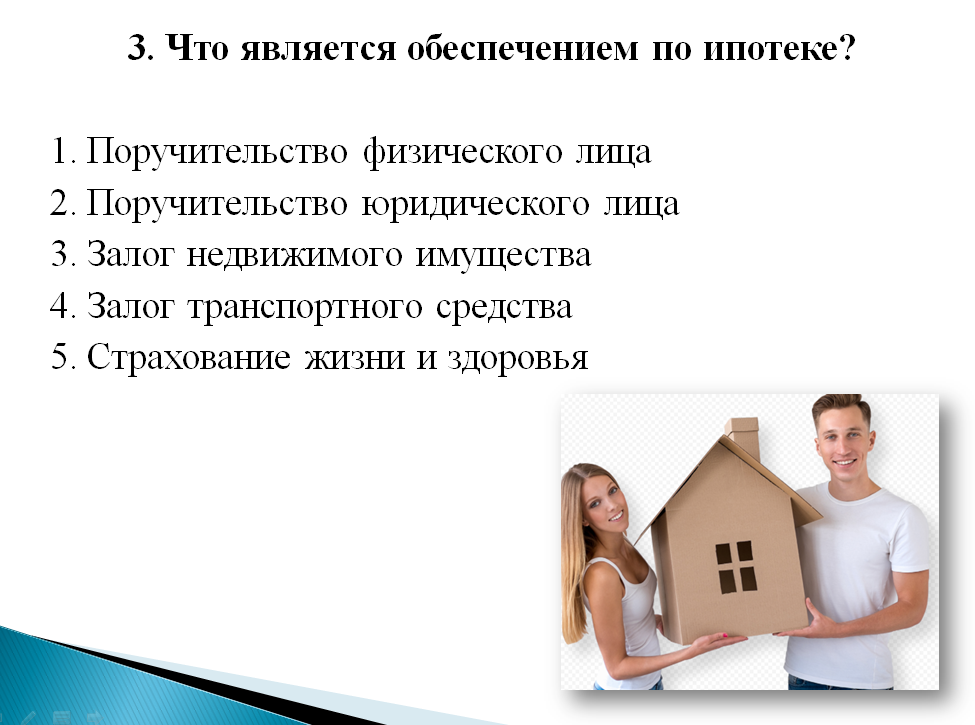 3. Что является обеспечением по ипотеке?
1. Поручительство физического лица
2. Поручительство юридического лица
3. Залог недвижимого имущества
4. Залог транспортного средства
5. Страхование жизни и здоровья